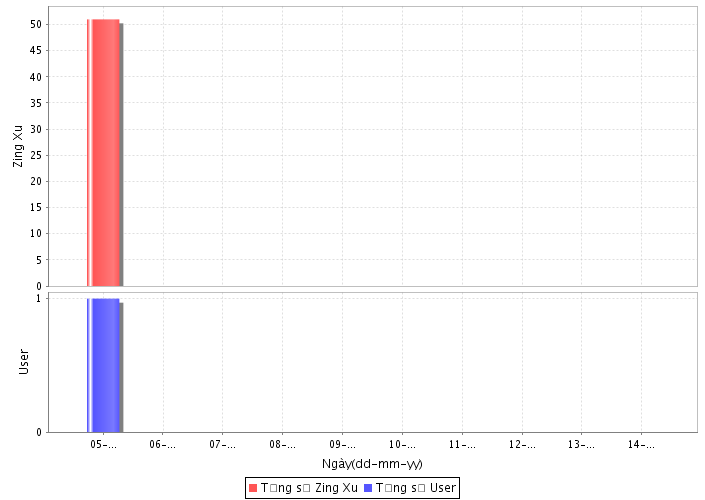 50
45
40
35
30
25
20
15
10
5
0
Zing Xu
1
0
User
05-... 06-... 07-... 08-... 09-... 10-... 11-... 12-... 13-... 14-...
Ngày(dd-mm-yy)
T□ng s□ Zing Xu T□ng s□ User